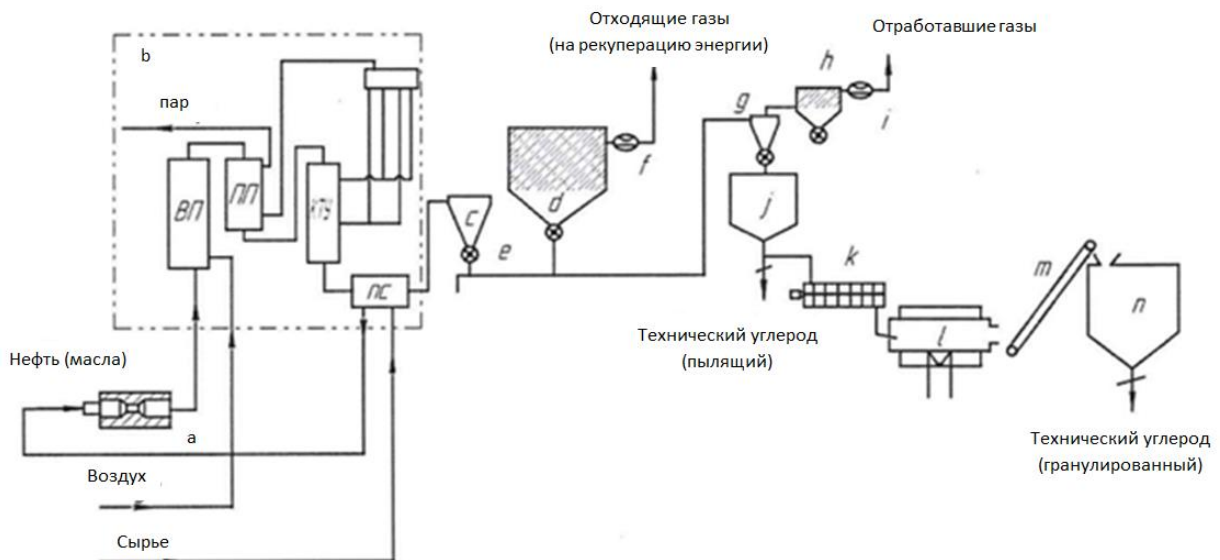 Отходящие газы
(на рекуперацию энергии)
Отработавшие газы
b
h
пар
g
i
f
ВП
ПП
КТУ
c
d
j
e
k
m
n
ПС
Технический углерод
(пылящий)
l
Нефть (масла)
a
Технический углерод
(гранулированный)
Воздух
Сырье